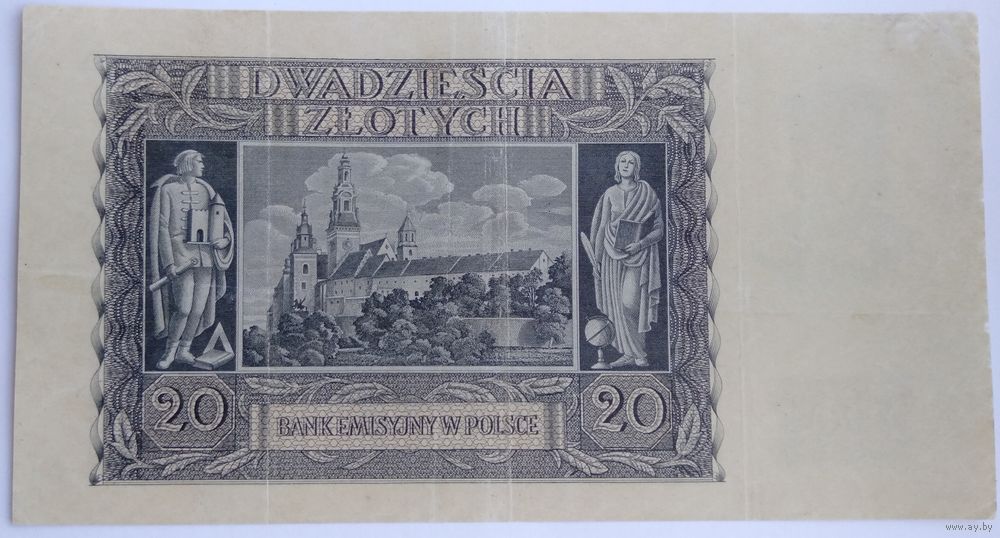 DWADZIEŚCIA
ZŁOTYCH
20
BANK EMISYJNY W POLSCE
20
www.ay.by